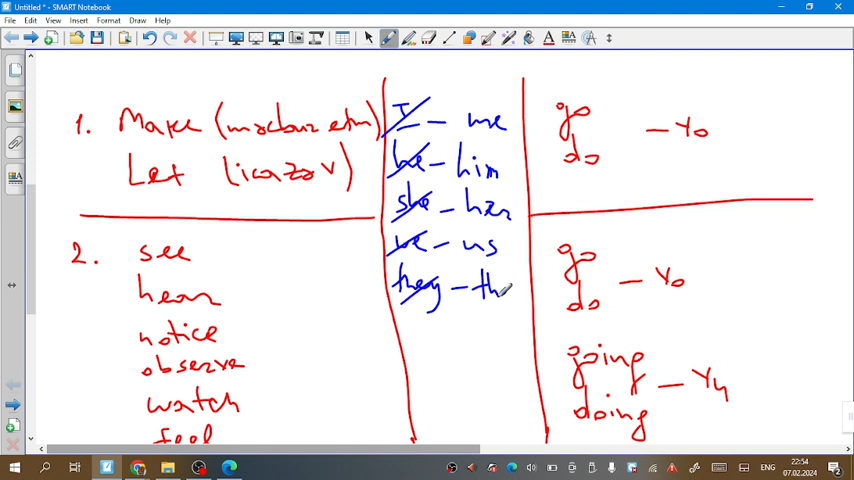 Untitled * - SMART Notebook
File Edit View Insert Format Draw Help
1. Make (məcbur etm)
Let (icazə v)
I - me
he - him
she - her
we - us
they - th
go
do - V₀
2. see
hear
notice
observe
watch
feel
go
do - V₀
going
doing - V₄
ENG
22:54
07.02.2024
2